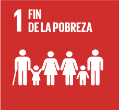 1 FIN
DE LA POBREZA